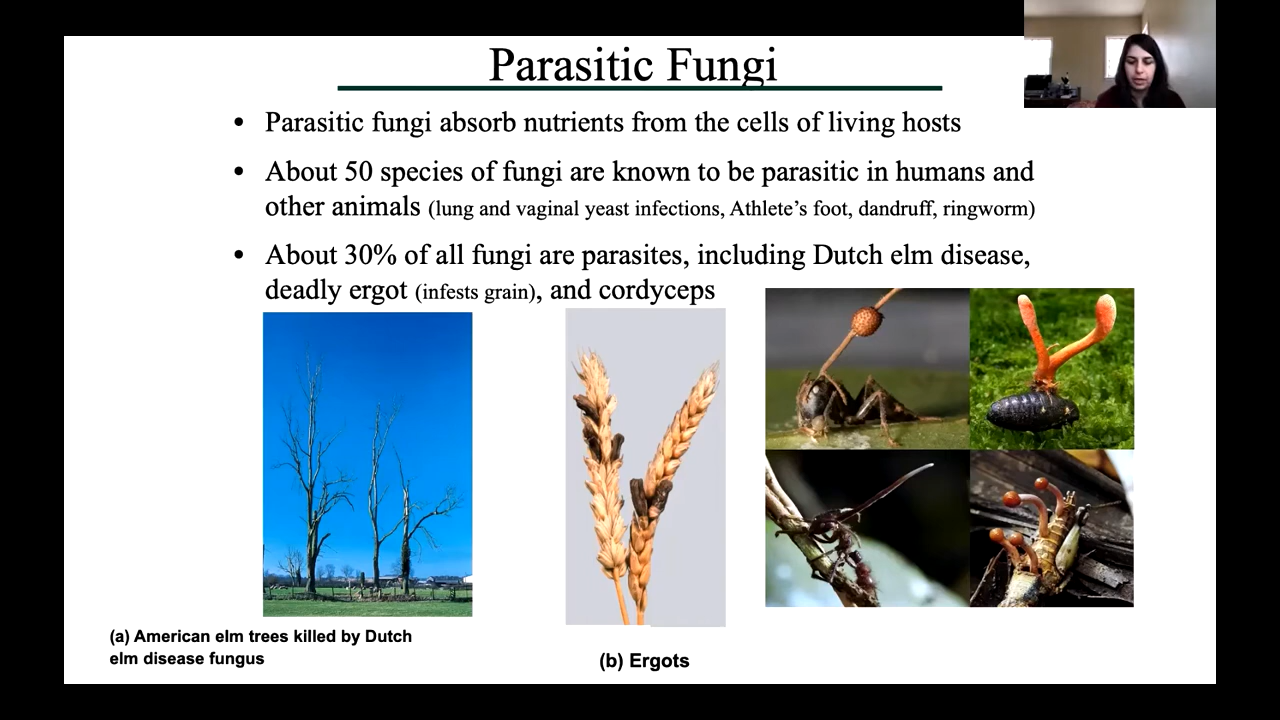 Parasitic Fungi
• Parasitic fungi absorb nutrients from the cells of living hosts
• About 50 species of fungi are known to be parasitic in humans and
other animals (lung and vaginal yeast infections, Athlete’s foot, dandruff, ringworm)
• About 30% of all fungi are parasites, including Dutch elm disease,
deadly ergot (infests grain), and cordyceps
(a) American elm trees killed by Dutch
elm disease fungus
(b) Ergots